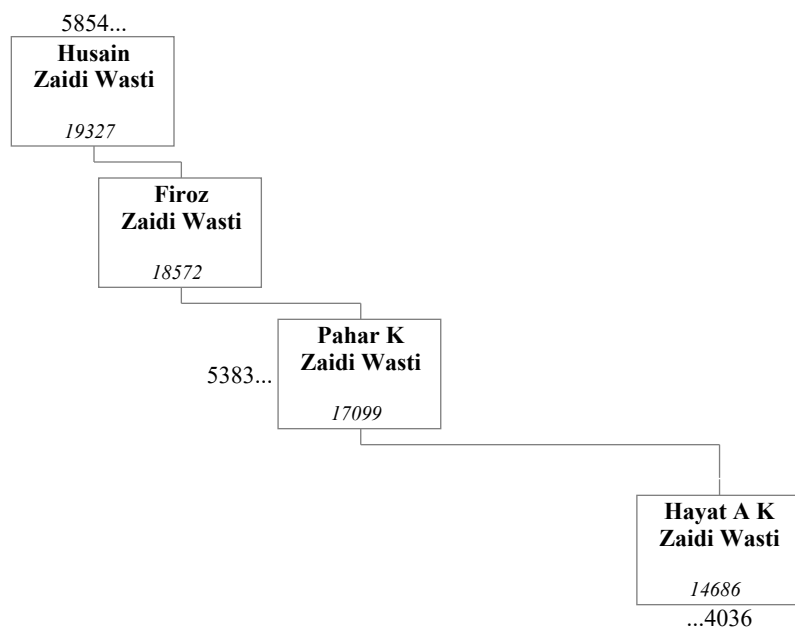 5854...
Husain
Zaidi Wasti
19327
Firoz
Zaidi Wasti
18572
Pahar K
Zaidi Wasti
5383...
17099
Hayat A K
Zaidi Wasti
14686
...4036